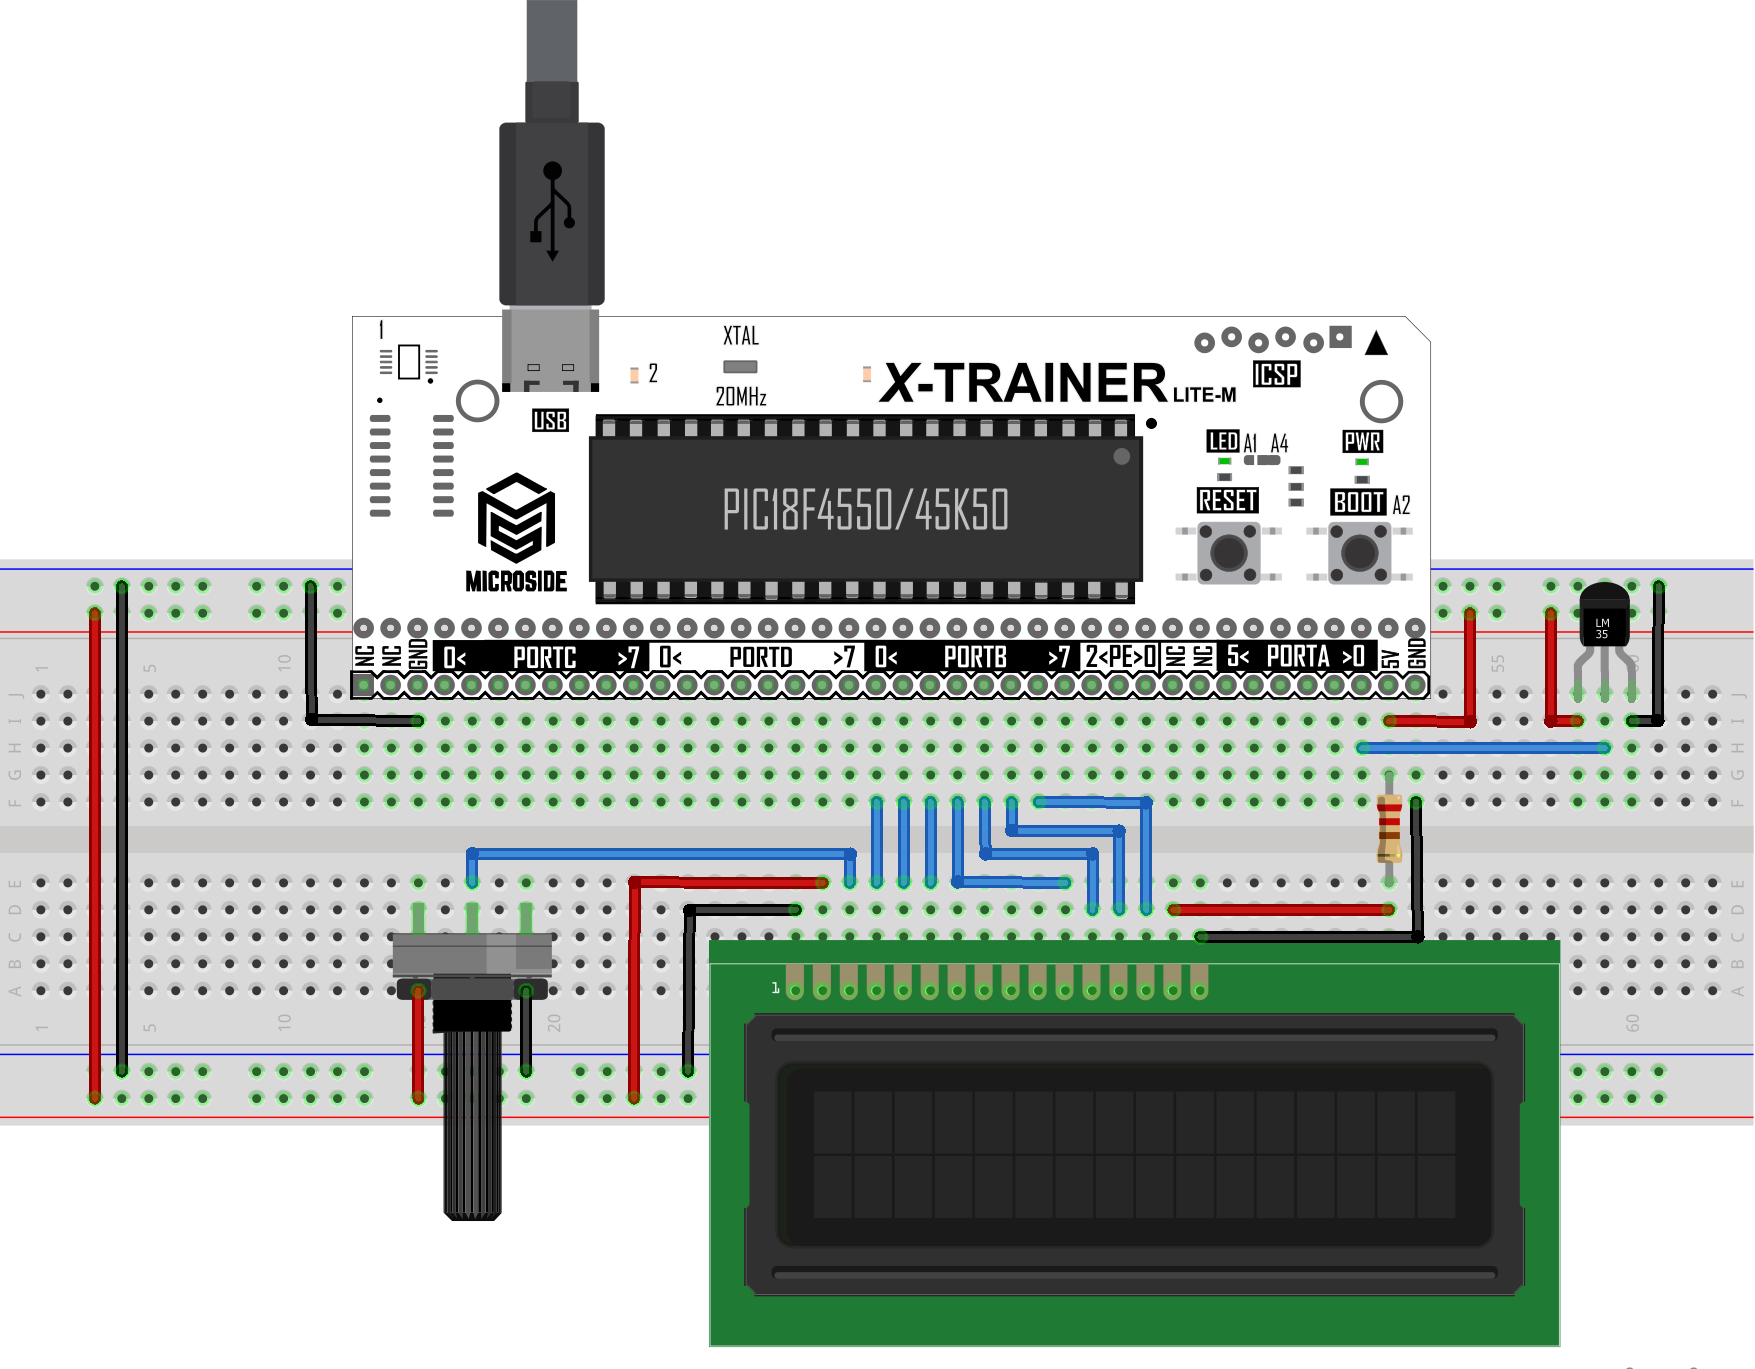 1
XTAL
2
20MHz
X-TRAINER LITE-M
ICSP
USB
LED A1 A4
PWR
PIC18F4550/45K50
RESET
BOOT A2
MICROSIDE
LM
35
NC NC GND 0< PORTC >7 0< PORTD >7 0< PORTB >7 2<PE>0 NC NC 5< PORTA >0 5V GND
1 5 10 55 60
J J
I I
H H
G G
F F
E E
D D
C C
B B
A A
1
1 5 10 20 60